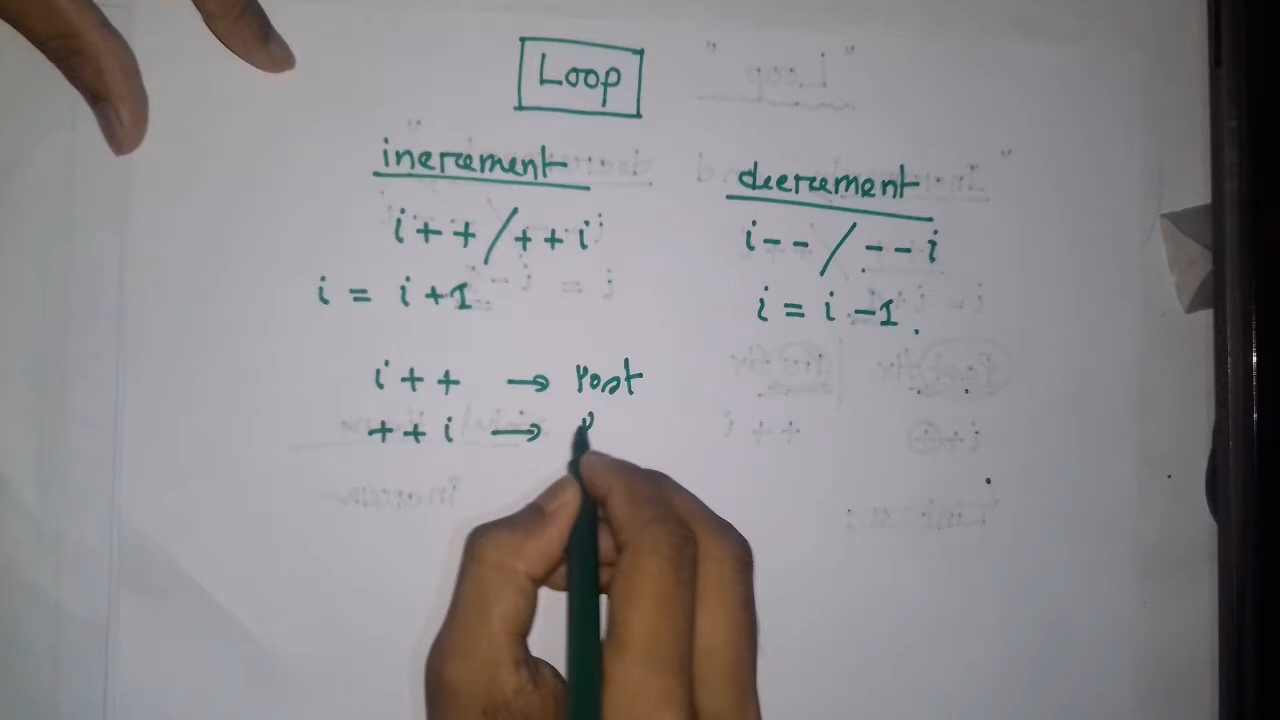 Loop
increment
decrement
i++/++i
i--/--i
i = i+1
i = i-1.
i++ → Post
++i →